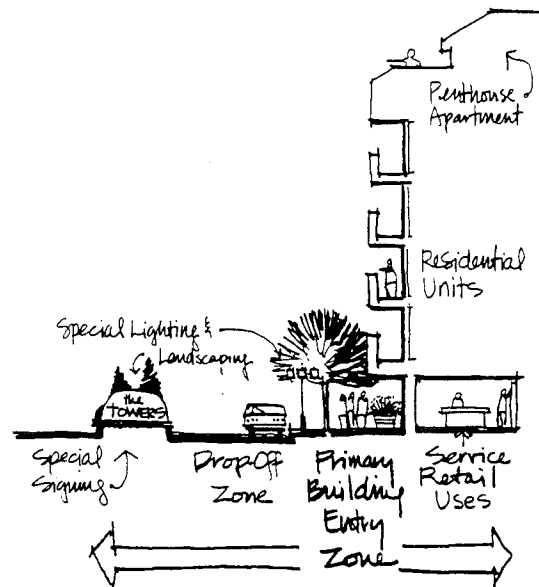 Penthouse
Apartment
Residential
Units
Special Lighting &
Landscaping
the
TOWERS
Special
Signing
Drop-Off
Zone
Primary
Building
Entry
Zone
Service
Retail
Uses